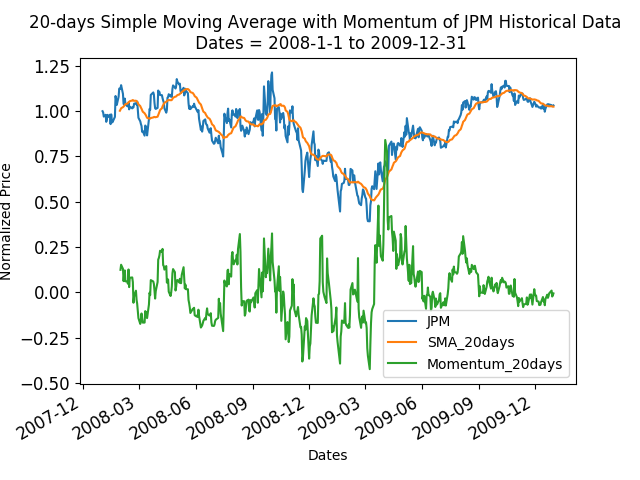 20-days Simple Moving Average with Momentum of JPM Historical Data
Dates = 2008-1-1 to 2009-12-31
Normalized Price
1.25
1.00
0.75
0.50
0.25
0.00
−0.25
−0.50
JPM
SMA_20days
Momentum_20days
2007-12
2008-03
2008-06
2008-09
2008-12
2009-03
2009-06
2009-09
2009-12
Dates